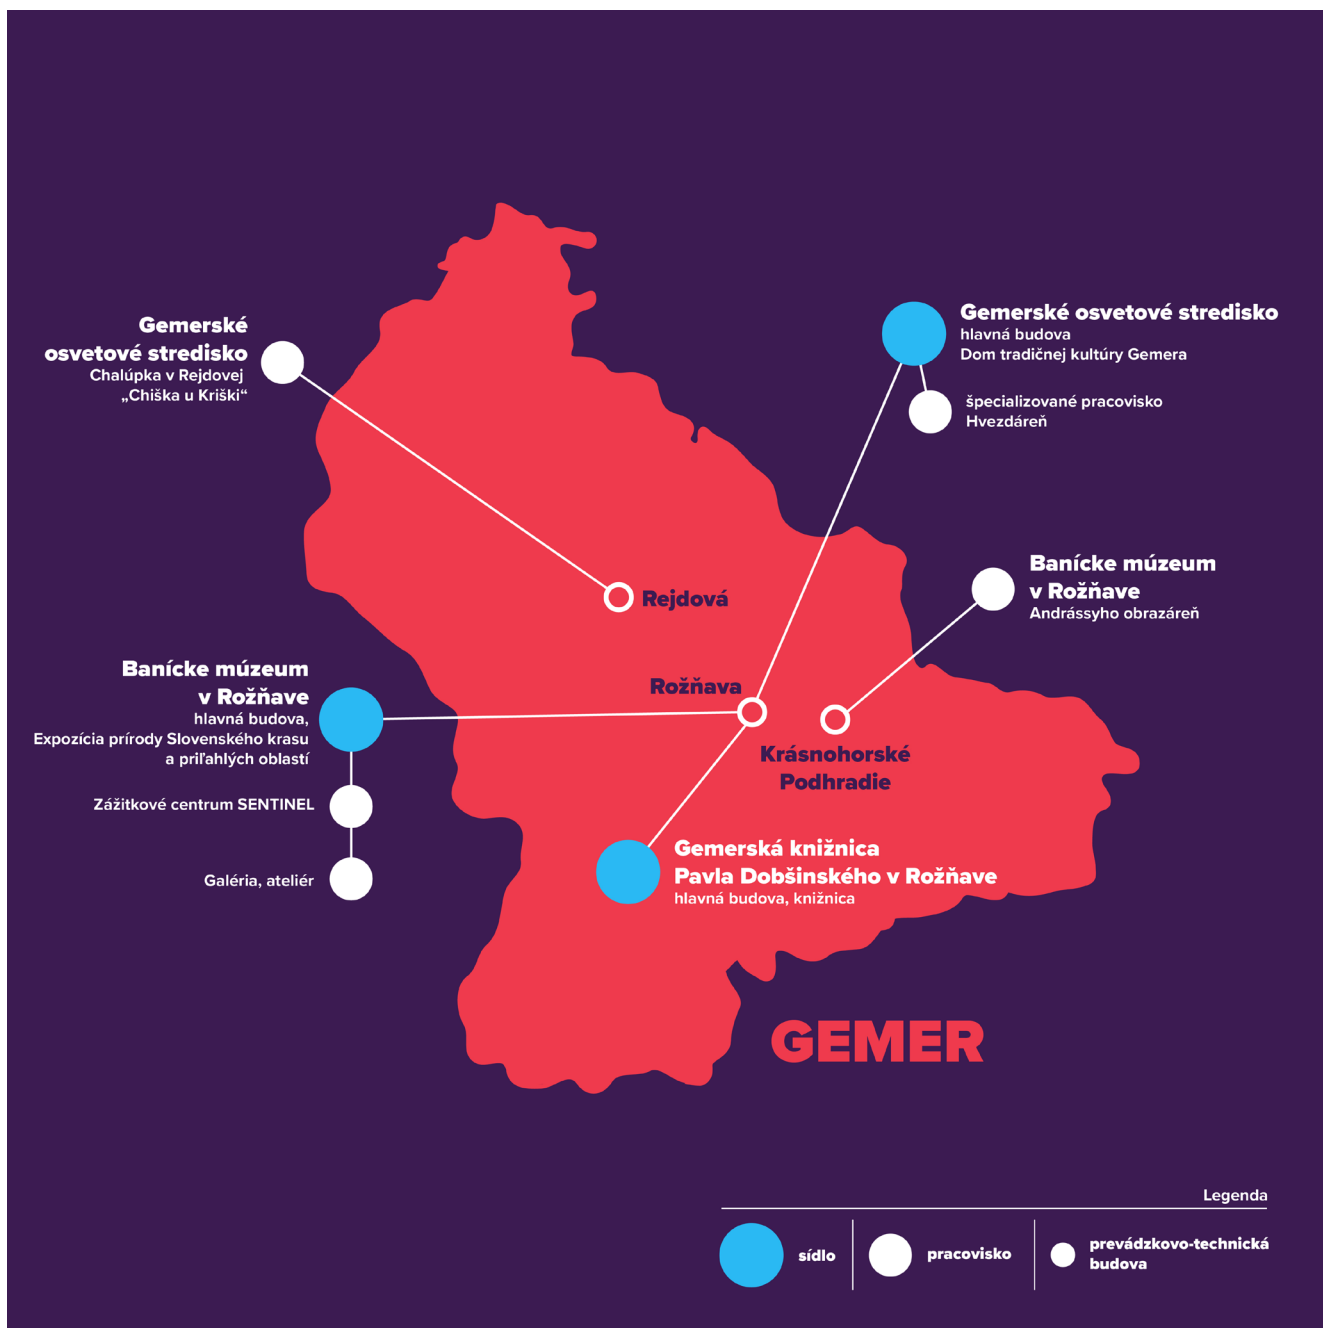 Gemerské
osvetové stredisko
Chalúpka v Rejdovej
„Chiška u Kriški“
Gemerské osvetové stredisko
hlavná budova
Dom tradičnej kultúry Gemera
špecializované pracovisko
Hvezdáreň
Banícke múzeum
v Rožňave
Andrássyho obrazáreň
Rejdová
Rožňava
Krásnohorské
Podhradie
Banícke múzeum
v Rožňave
hlavná budova,
Expozícia prírody Slovenského krasu
a priľahlých oblastí
Zážitkové centrum SENTINEL
Galéria, ateliér
Gemerská knižnica
Pavla Dobšinského v Rožňave
hlavná budova, knižnica
GEMER
Legenda
sídlo
pracovisko
prevádzkovo-technická
budova